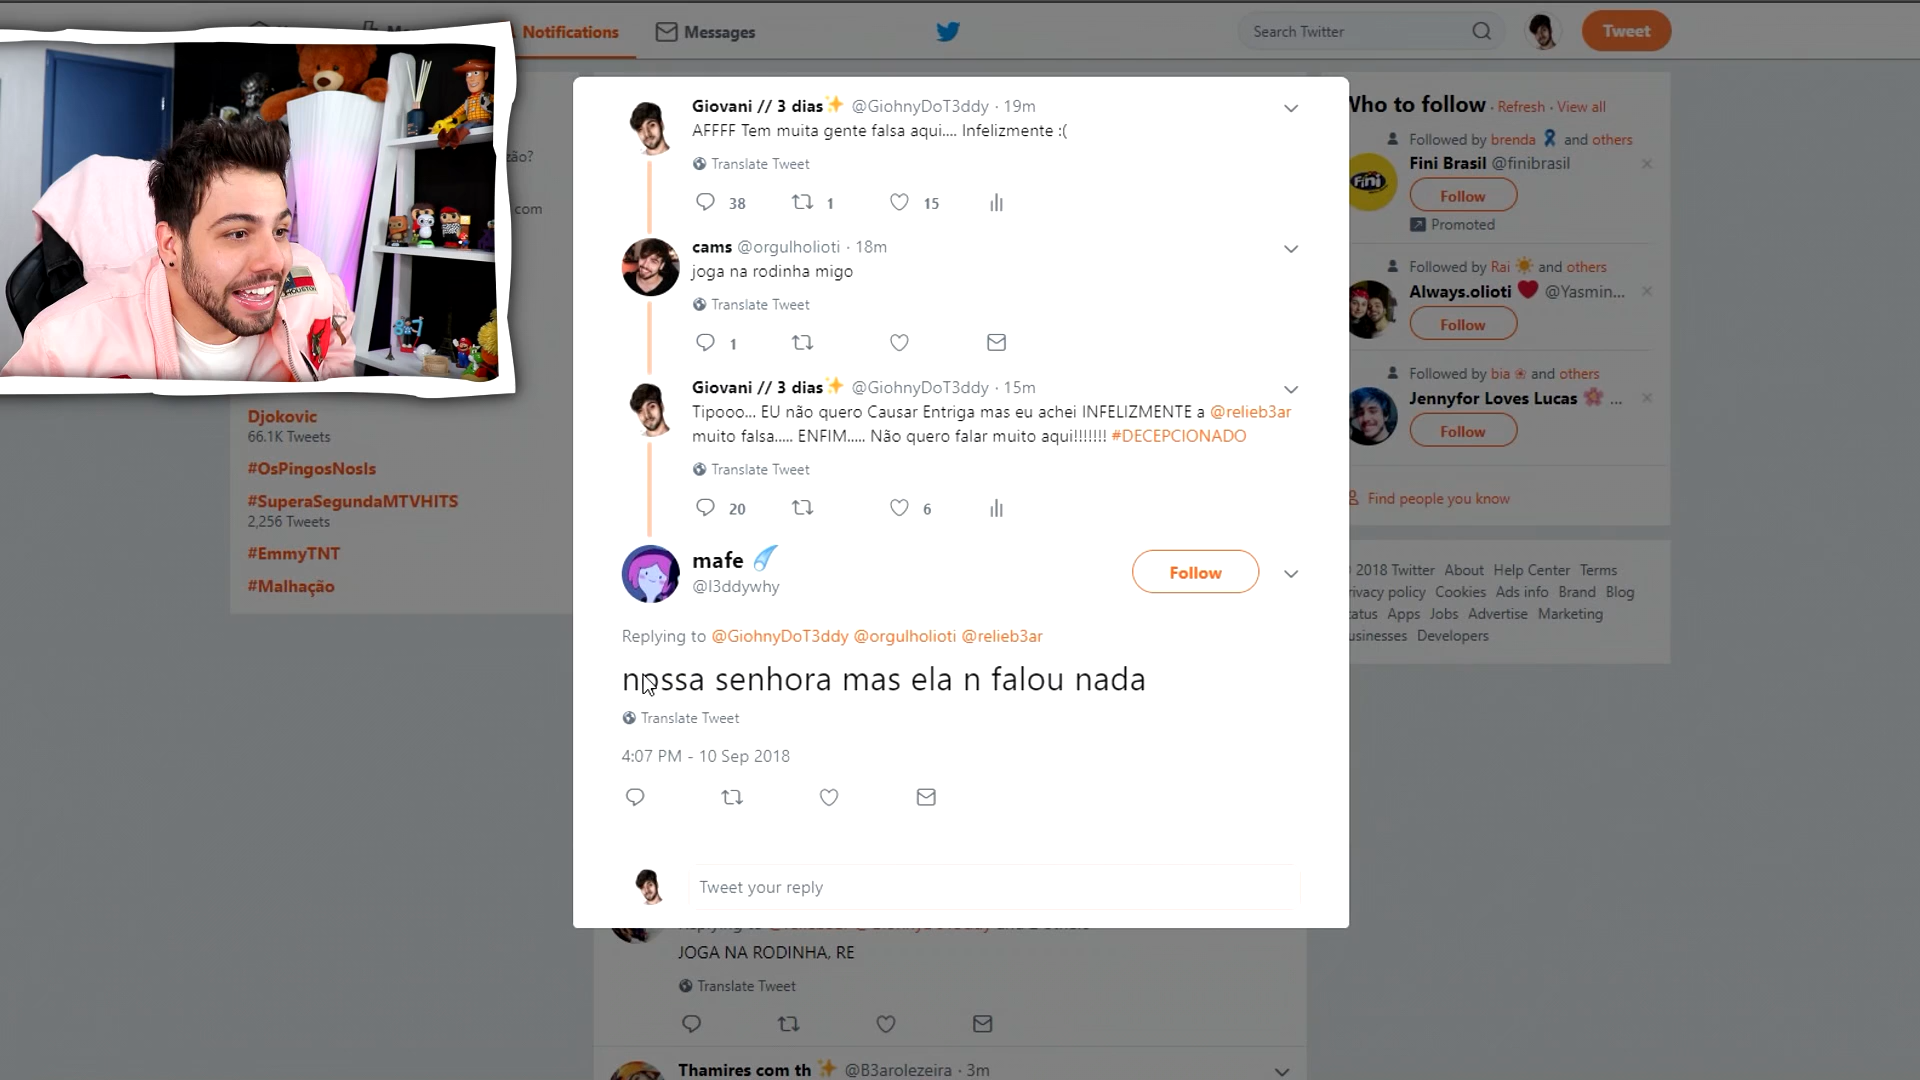 Notifications
Messages
Search Twitter
Tweet
Giovani // 3 dias✨ @GiohnyDoT3ddy · 19m
AFFFF Tem muita gente falsa aqui.... Infelizmente :(
Translate Tweet
38 1 15
cams @orgulholioti · 18m
joga na rodinha migo
Translate Tweet
1
Giovani // 3 dias✨ @GiohnyDoT3ddy · 15m
Tipooo... EU não quero Causar Entriga mas eu achei INFELIZMENTE a @relieb3ar
muito falsa..... ENFIM..... Não quero falar muito aqui!!!!!!! #DECEPCIONADO
Translate Tweet
20 6
mafe
@l3ddywhy
Follow
Replying to @GiohnyDoT3ddy @orgulholioti @relieb3ar
nossa senhora mas ela n falou nada
Translate Tweet
4:07 PM - 10 Sep 2018
Tweet your reply
JOGA NA RODINHA, RE
Translate Tweet
Thamires com th ✨ @B3arolezeira · 3m
ão?
com
Djokovic
66.1K Tweets
#OsPingosNosIs
#SuperaSegundaMTVHITS
2,256 Tweets
#EmmyTNT
#Malhação
Who to follow · Refresh · View all
Followed by brenda and others
Fini Brasil @finibrasil
Fini
Follow
Promoted
Followed by Rai ☀ and others
Always.olioti ❤ @Yasmin...
Follow
Followed by bia and others
Jennyfor Loves Lucas 🌸 ...
Follow
Find people you know
2018 Twitter About Help Center Terms
rivacy policy Cookies Ads info Brand Blog
tatus Apps Jobs Advertise Marketing
usinesses Developers